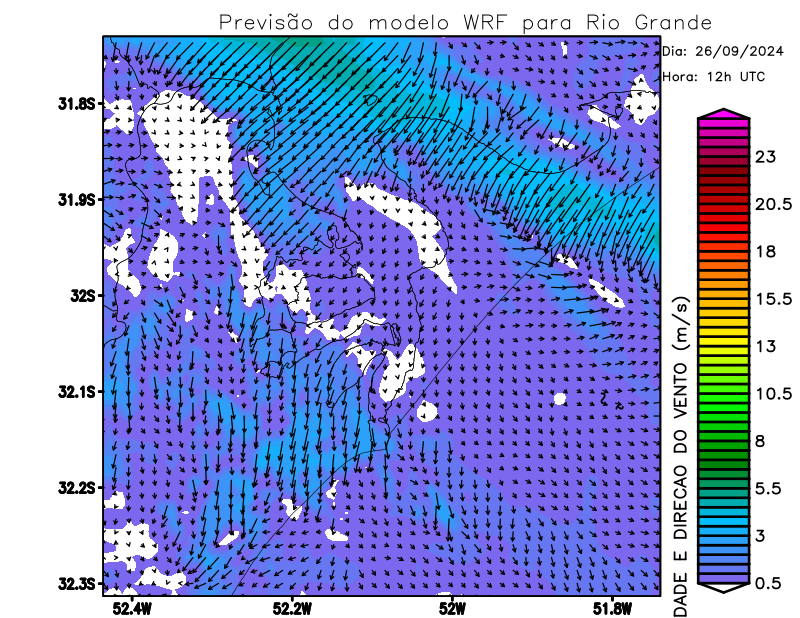 Previsão do modelo WRF para Rio Grande
Dia: 26/09/2024
Hora: 12h UTC
31.8S
31.9S
32S
32.1S
32.2S
32.3S
52.4W
52.2W
52W
51.8W
23
20.5
18
15.5
13
10.5
8
5.5
3
0.5
DADE E DIRECAO DO VENTO (m/s)